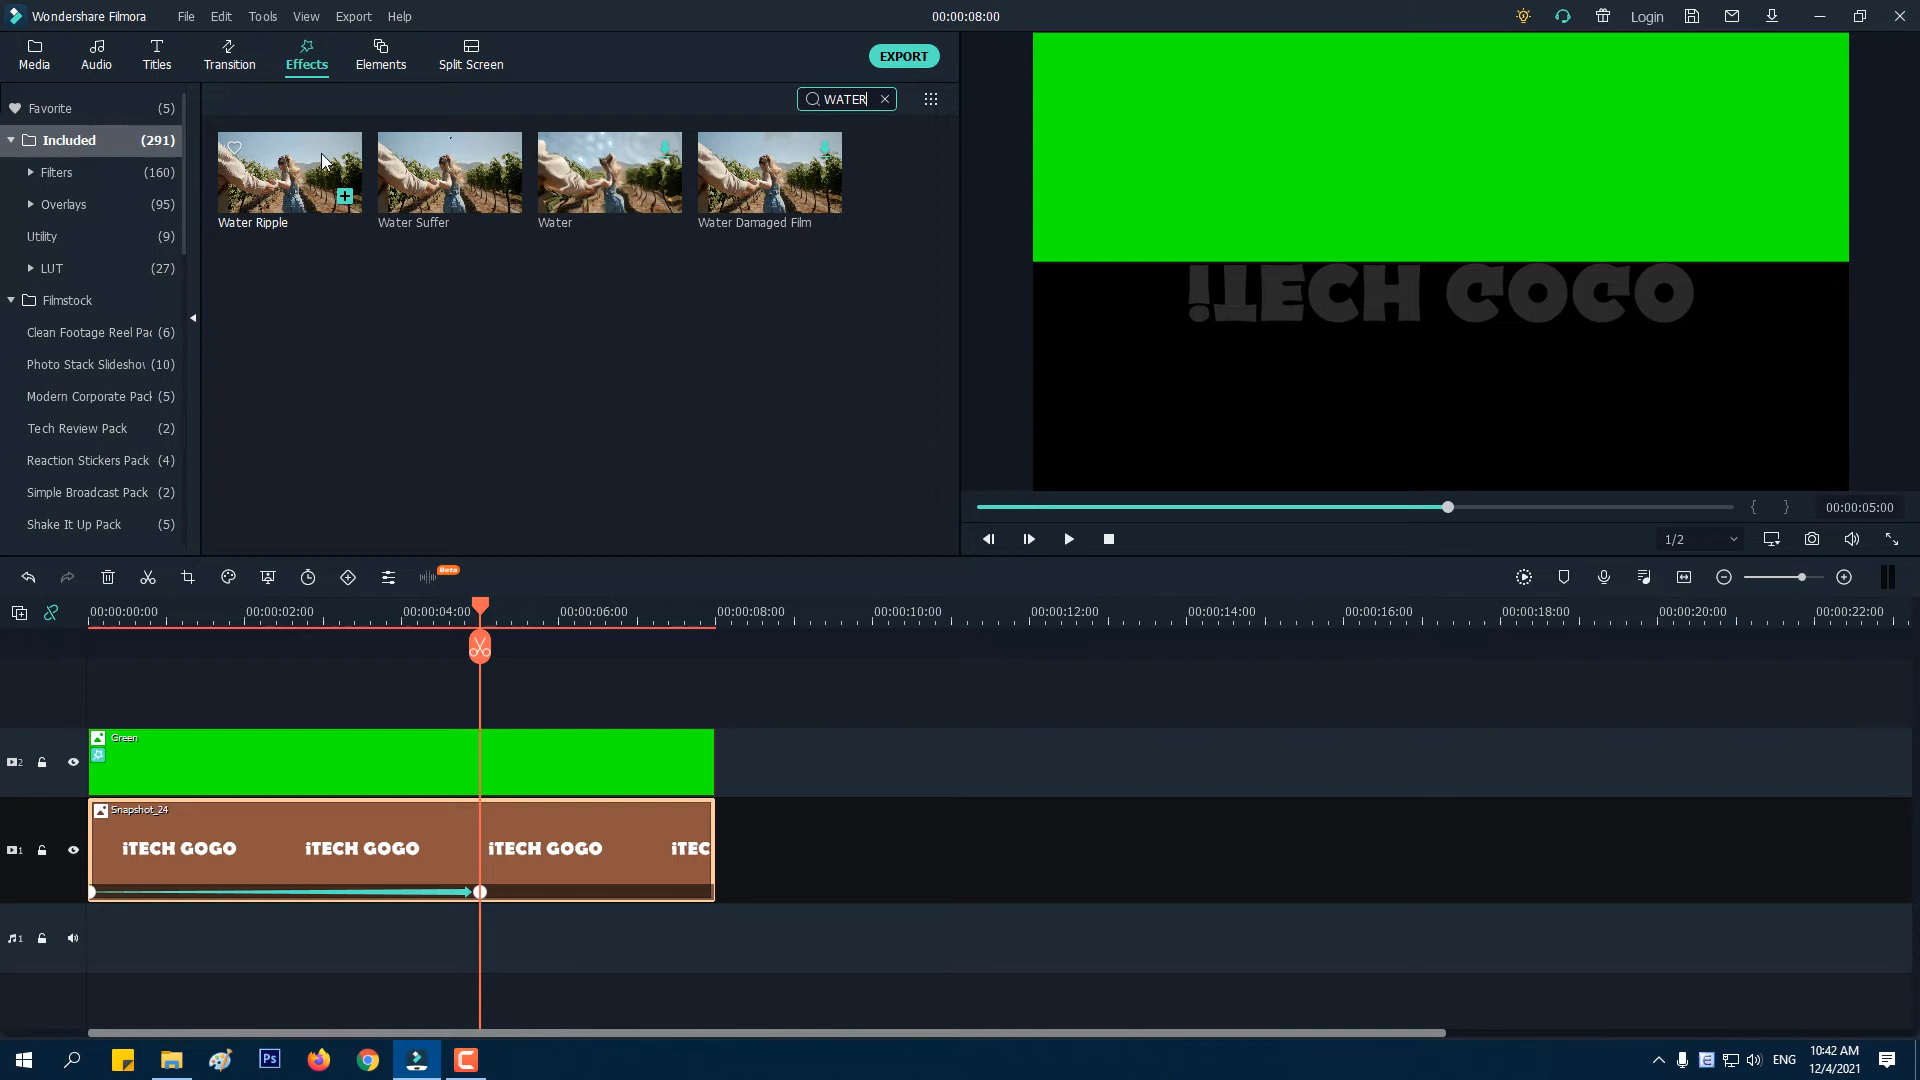 Wondershare Filmora File Edit Tools View Export Help 00:00:08:00 Login
Media Audio Titles Transition Effects Elements Split Screen EXPORT
Favorite (5)
Included (291)
Filters (160)
Overlays (95)
Utility (9)
LUT (27)
Filmstock
Clean Footage Reel Pac (6)
Photo Stack Slideshov (10)
Modern Corporate Pack (5)
Tech Review Pack (2)
Reaction Stickers Pack (4)
Simple Broadcast Pack (2)
Shake It Up Pack (5)
WATER
Water Ripple Water Suffer Water Water Damaged Film
iTECH GOGO
{ } 00:00:05:00
1/2
Beta
00:00:00:00 00:00:02:00 00:00:04:00 00:00:06:00 00:00:08:00 00:00:10:00 00:00:12:00 00:00:14:00 00:00:16:00 00:00:18:00 00:00:20:00 00:00:22:00
Green
2
Snapshot_24
1 iTECH GOGO iTECH GOGO iTECH GOGO iTEC
1
Ps
ENG
10:42 AM
12/4/2021